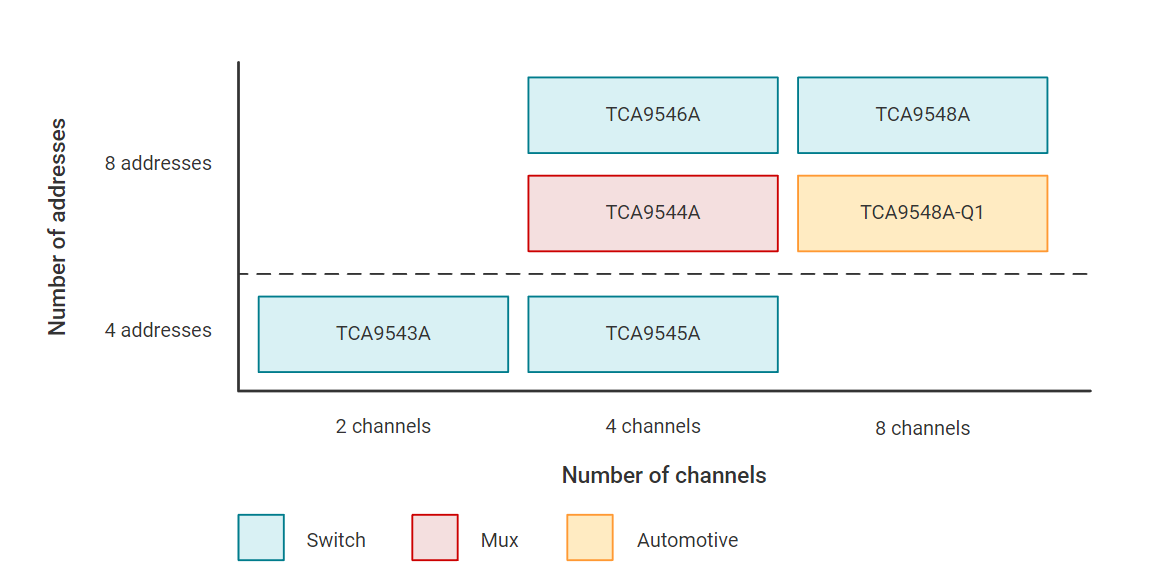 Number of addresses
8 addresses
TCA9546A
TCA9548A
TCA9544A
TCA9548A-Q1
4 addresses
TCA9543A
TCA9545A
2 channels
4 channels
8 channels
Number of channels
Switch
Mux
Automotive